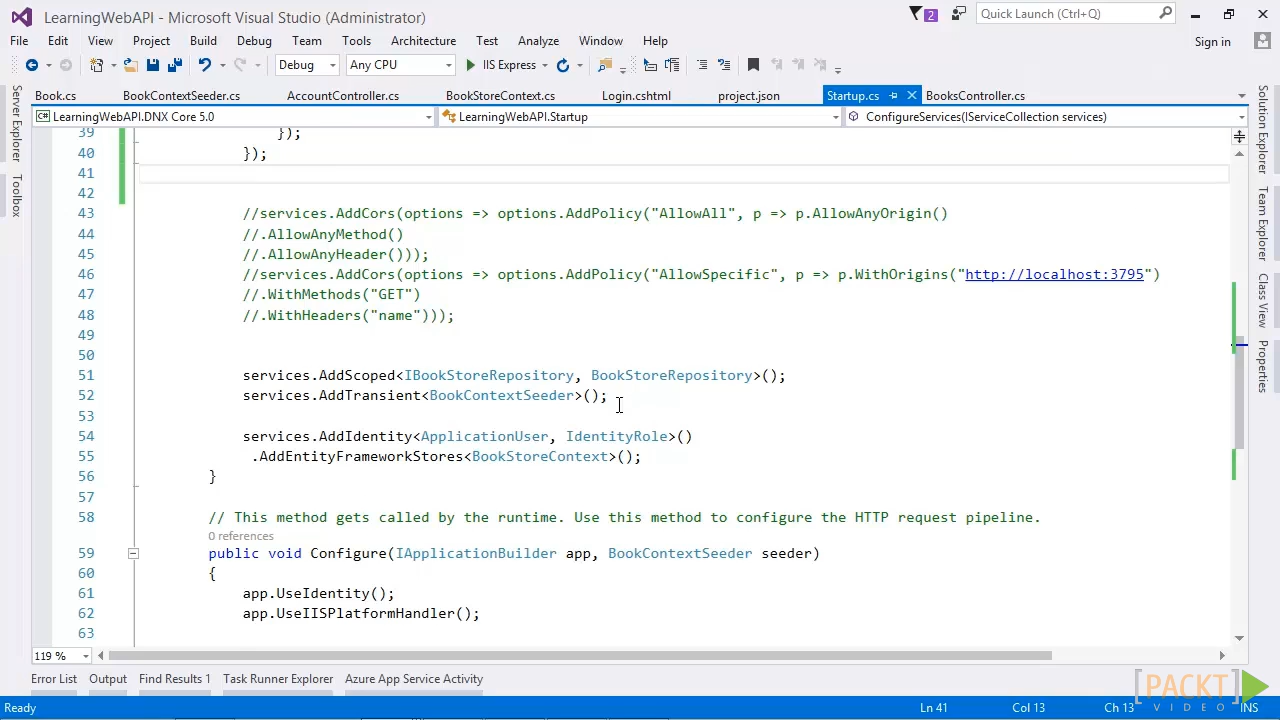 LearningWebAPI - Microsoft Visual Studio (Administrator)
2
Quick Launch (Ctrl+Q)
File Edit View Project Build Debug Team Tools Architecture Test Analyze Window Help
Sign in
Debug Any CPU IIS Express
Book.cs BookContextSeeder.cs AccountController.cs BookStoreContext.cs Login.cshtml project.json Startup.cs BooksController.cs
LearningWebAPI.DNX Core 5.0 LearningWebAPI.Startup ConfigureServices(IServiceCollection services)
Server Explorer
Toolbox
39 });
40 });
41
42
43 //services.AddCors(options => options.AddPolicy("AllowAll", p => p.AllowAnyOrigin()
44 //.AllowAnyMethod()
45 //.AllowAnyHeader()));
46 //services.AddCors(options => options.AddPolicy("AllowSpecific", p => p.WithOrigins("http://localhost:3795")
47 //.WithMethods("GET")
48 //.WithHeaders("name")));
49
50
51 services.AddScoped<IBookStoreRepository, BookStoreRepository>();
52 services.AddTransient<BookContextSeeder>();
53
54 services.AddIdentity<ApplicationUser, IdentityRole>()
55 .AddEntityFrameworkStores<BookStoreContext>();
56 }
57
58 // This method gets called by the runtime. Use this method to configure the HTTP request pipeline.
0 references
59 public void Configure(IApplicationBuilder app, BookContextSeeder seeder)
60 {
61 app.UseIdentity();
62 app.UseIISPlatformHandler();
63
Solution Explorer
Team Explorer
Class View
Properties
119 %
Error List Output Find Results 1 Task Runner Explorer Azure App Service Activity
[PACKT]
VIDEO
Ready Ln 41 Col 13 Ch 13 INS